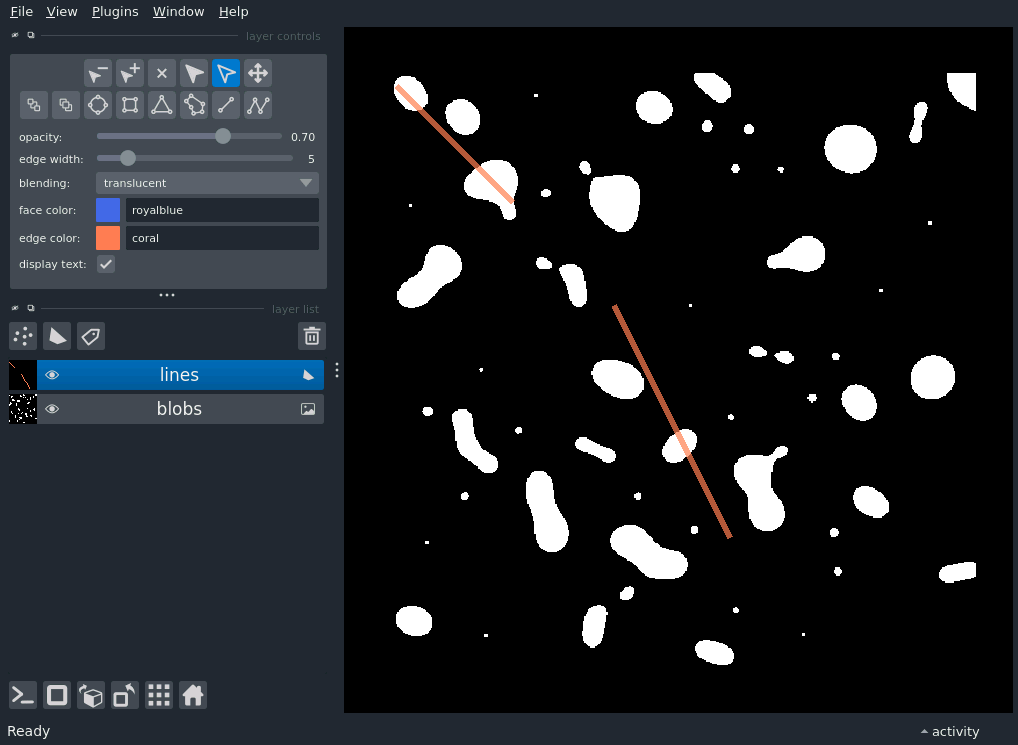 File View Plugins Window Help
layer controls
opacity: 0.70
edge width: 5
blending: translucent
face color: royalblue
edge color: coral
display text:
layer list
lines
blobs
Ready activity